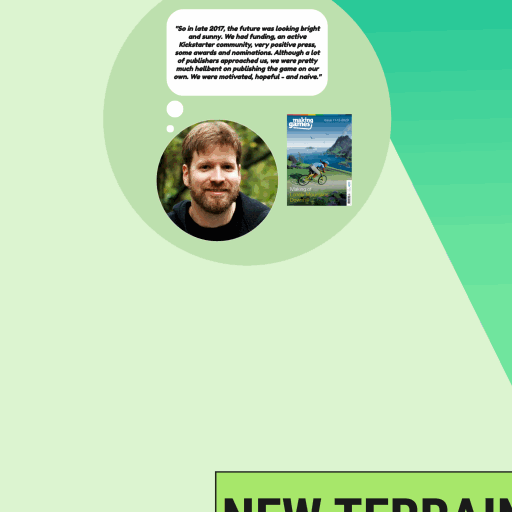 "So in late 2017, the future was looking bright
and sunny. We had funding, an active
Kickstarter community, very positive press,
some awards and nominations. Although a lot
of publishers approached us, we were pretty
much hellbent on publishing the game on our
own. We were motivated, hopeful - and naive."
making
games
Making of
NEW TERRAIN